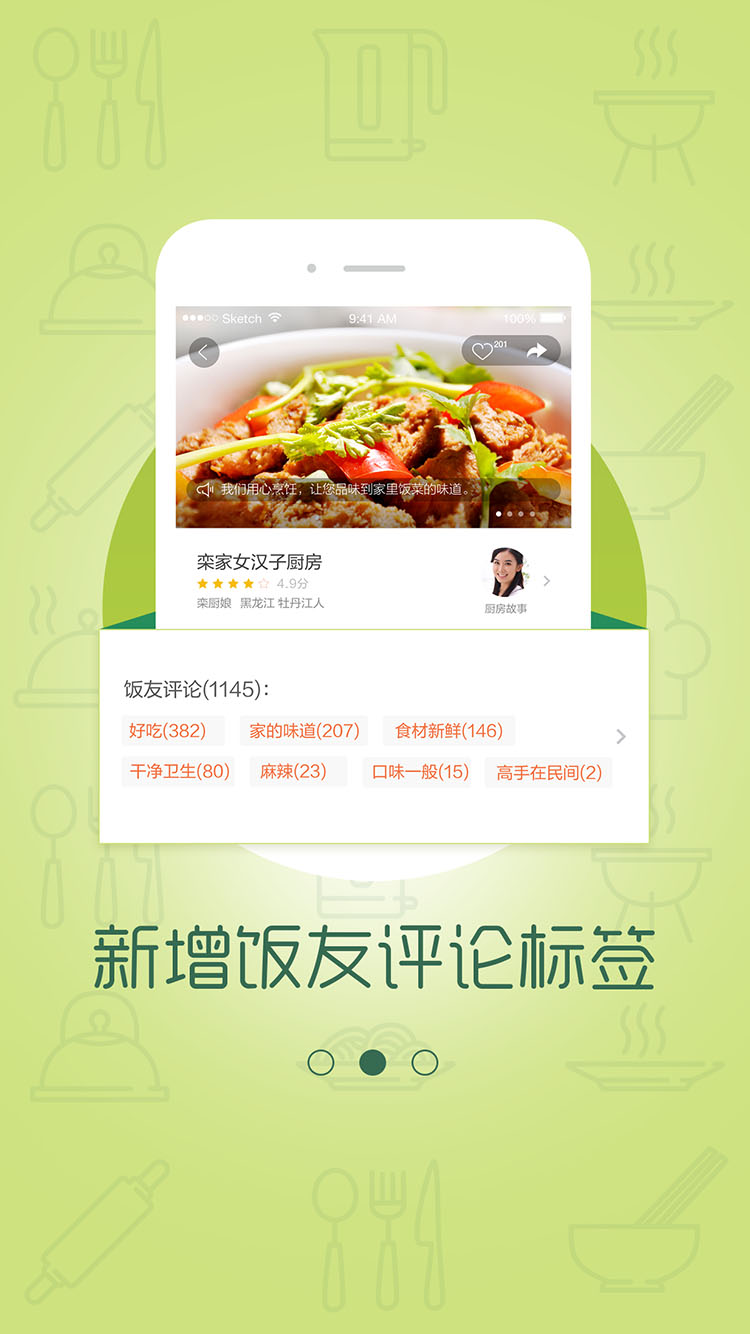 Sketch 9:41 AM 100%
201
我们用心烹饪，让您品味到家里饭菜的味道。
栾家女汉子厨房
4.9分
栾厨娘 黑龙江 牡丹江人
厨房故事
饭友评论(1145)：
好吃(382) 家的味道(207) 食材新鲜(146)
干净卫生(80) 麻辣(23) 口味一般(15) 高手在民间(2)
新增饭友评论标签